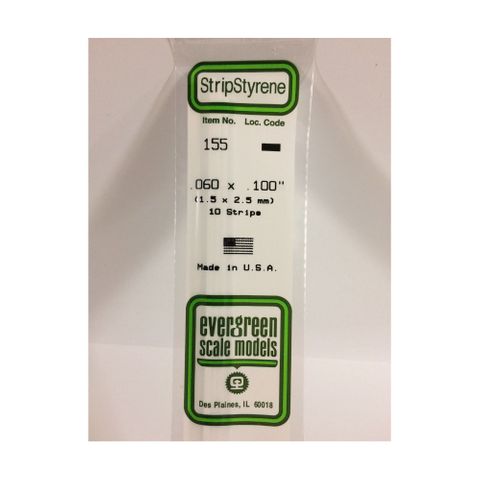 StripStyrene
Item No. Loc. Code
155
.060 x .100"
(1.5 x 2.5 mm)
10 Strips
Made in U.S.A.
evergreen
scale models
Des Plaines, IL 60018